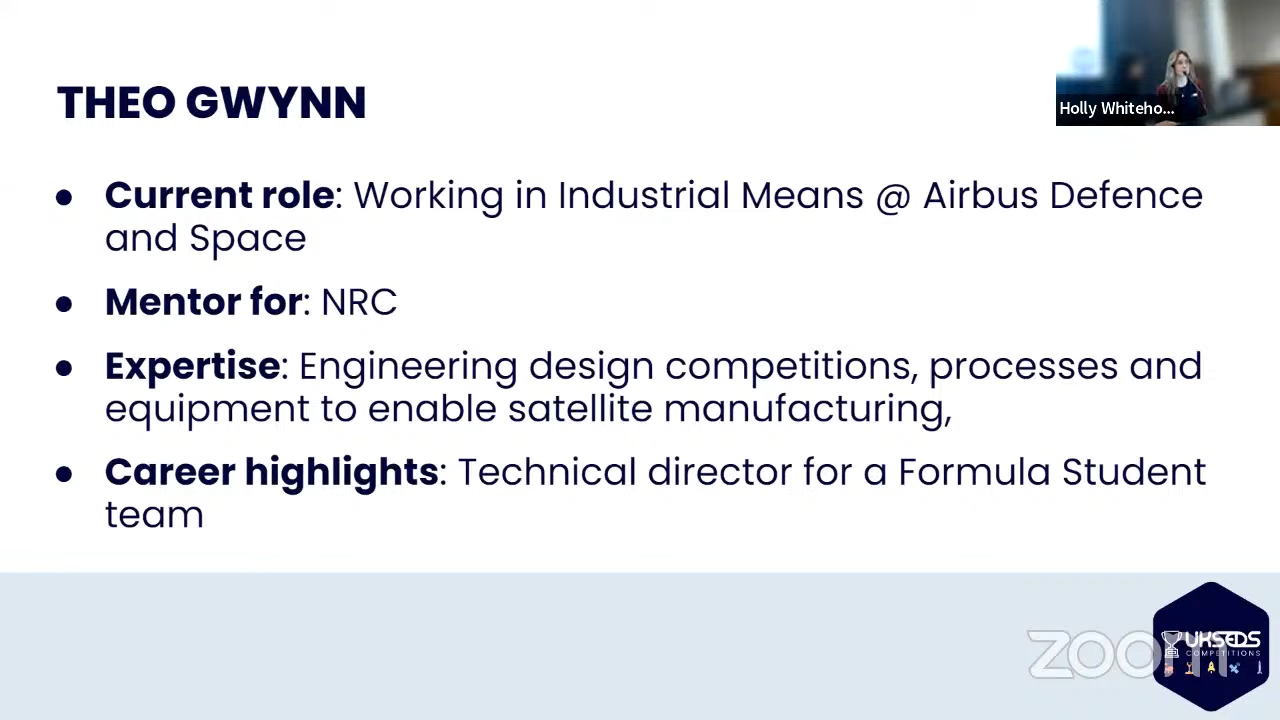 THEO GWYNN
Holly Whiteho...
● Current role: Working in Industrial Means @ Airbus Defence
and Space
● Mentor for: NRC
● Expertise: Engineering design competitions, processes and
equipment to enable satellite manufacturing,
● Career highlights: Technical director for a Formula Student
team
zoom
UKSEDS
COMPETITIONS